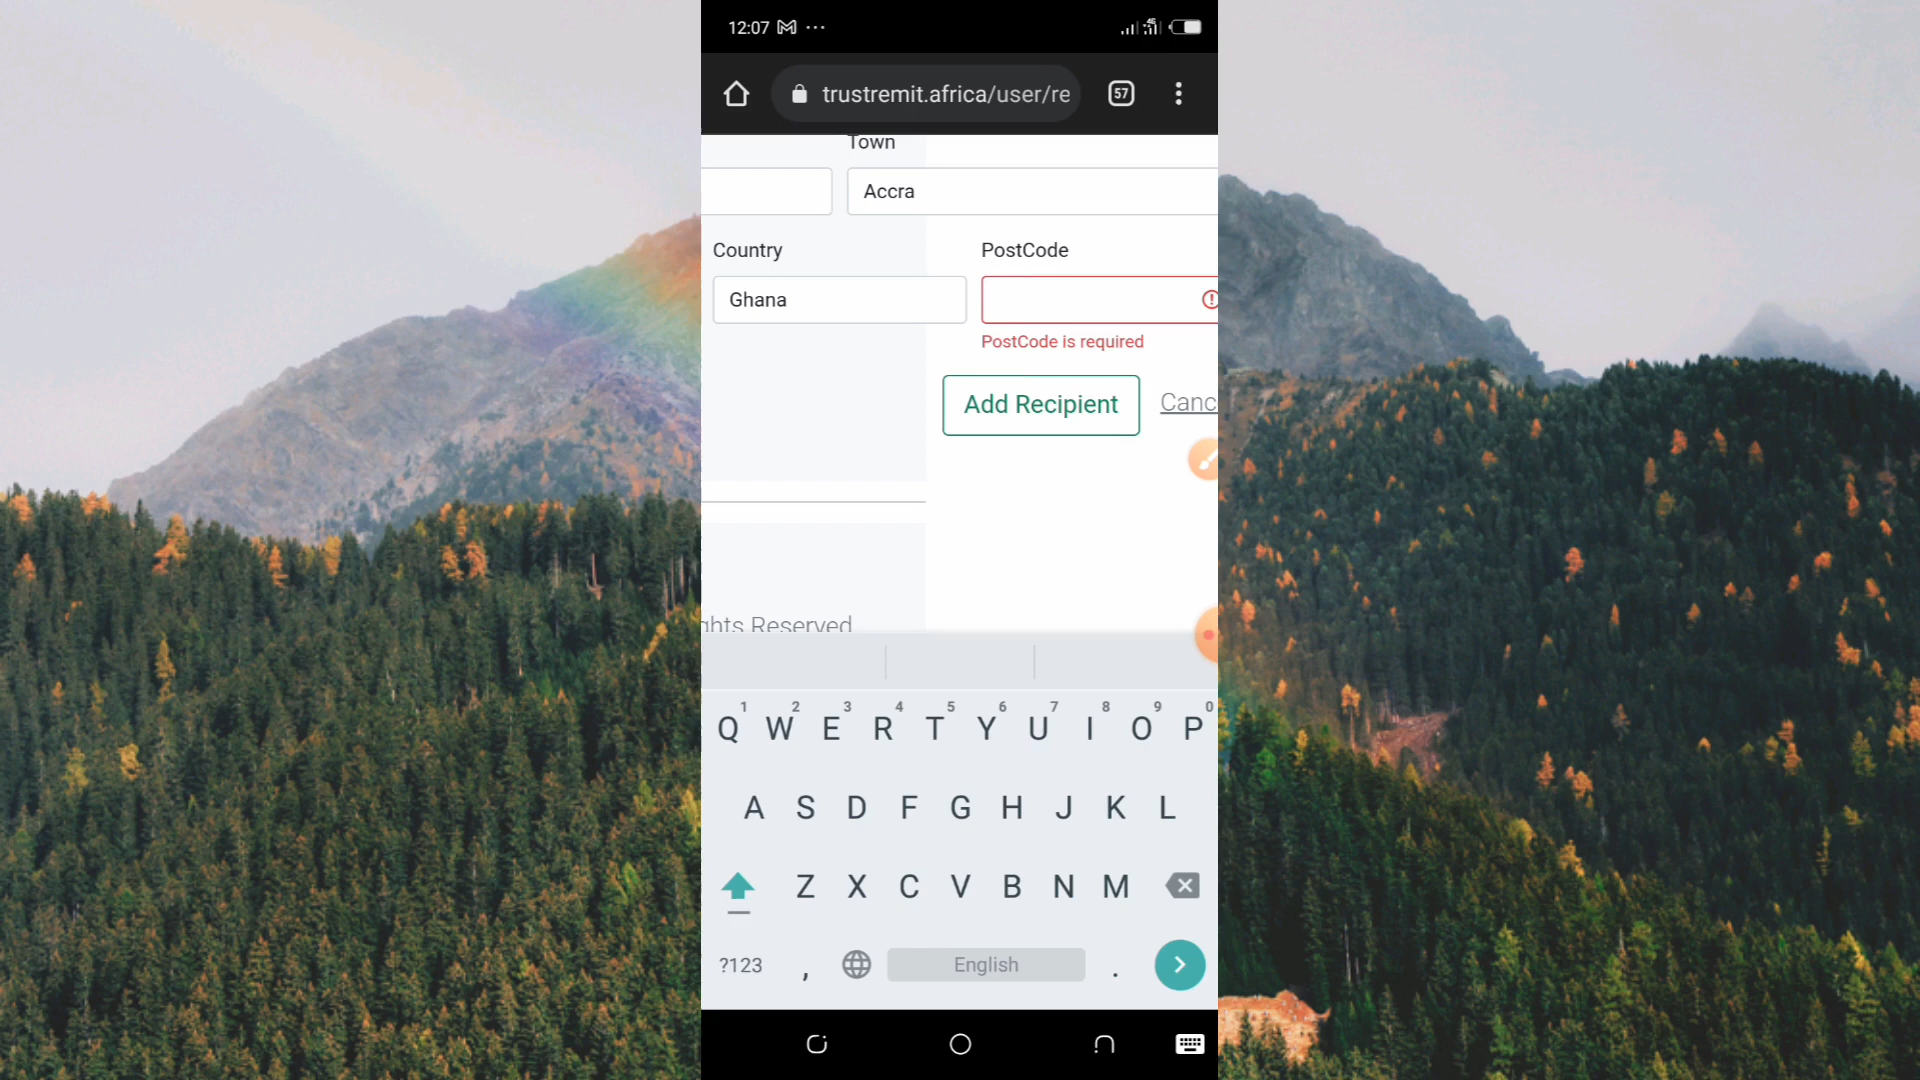 12:07
4G
trustremit.africa/user/re
57
Town
Accra
Country
PostCode
Ghana
PostCode is required
Add Recipient
Canc
ghts Reserved
1 2 3 4 5 6 7 8 9 0
Q W E R T Y U I O P
A S D F G H J K L
Z X C V B N M
?123 , English .